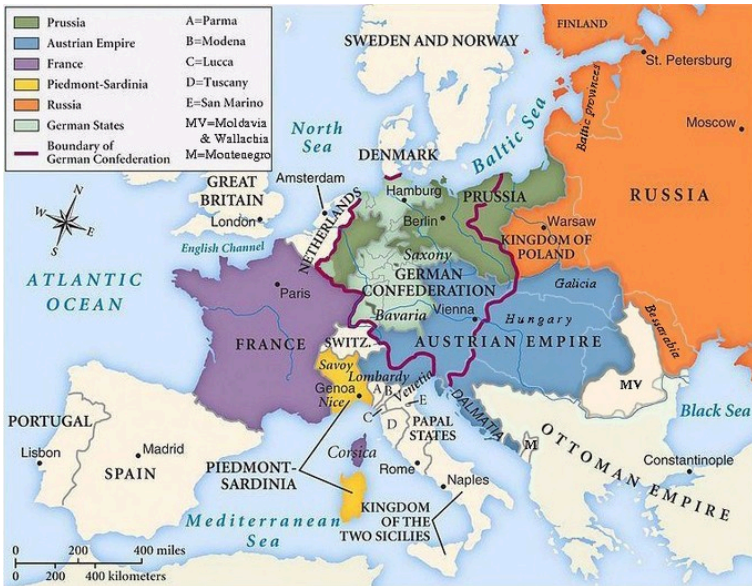 Prussia
Austrian Empire
France
Piedmont-Sardinia
Russia
German States
Boundary of
German Confederation
A=Parma
B=Modena
C=Lucca
D=Tuscany
E=San Marino
MV=Moldavia
& Wallachia
M=Montenegro
FINLAND
SWEDEN AND NORWAY
St. Petersburg
Baltic provinces
Moscow
North
Sea
Baltic Sea
DENMARK
RUSSIA
GREAT
BRITAIN
London
Amsterdam
NETHERLANDS
Hamburg
PRUSSIA
Berlin
Warsaw
KINGDOM OF
POLAND
N
W
E
S
English Channel
ATLANTIC
OCEAN
Saxony
GERMAN
CONFEDERATION
Paris
Galicia
Bavaria
Vienna
Hungary
Bessarabia
FRANCE
SWITZ.
AUSTRIAN EMPIRE
MV
Savoy
Lombardy
Venetia
Genoa
Nice
A
B
C
D
E
DALMATIA
M
Black Sea
PORTUGAL
Lisbon
Madrid
SPAIN
Corsica
PAPAL
STATES
Rome
Naples
OTTOMAN EMPIRE
Constantinople
PIEDMONT-
SARDINIA
KINGDOM
OF THE
TWO SICILIES
Mediterranean
Sea
0 200 400 miles
0 200 400 kilometers